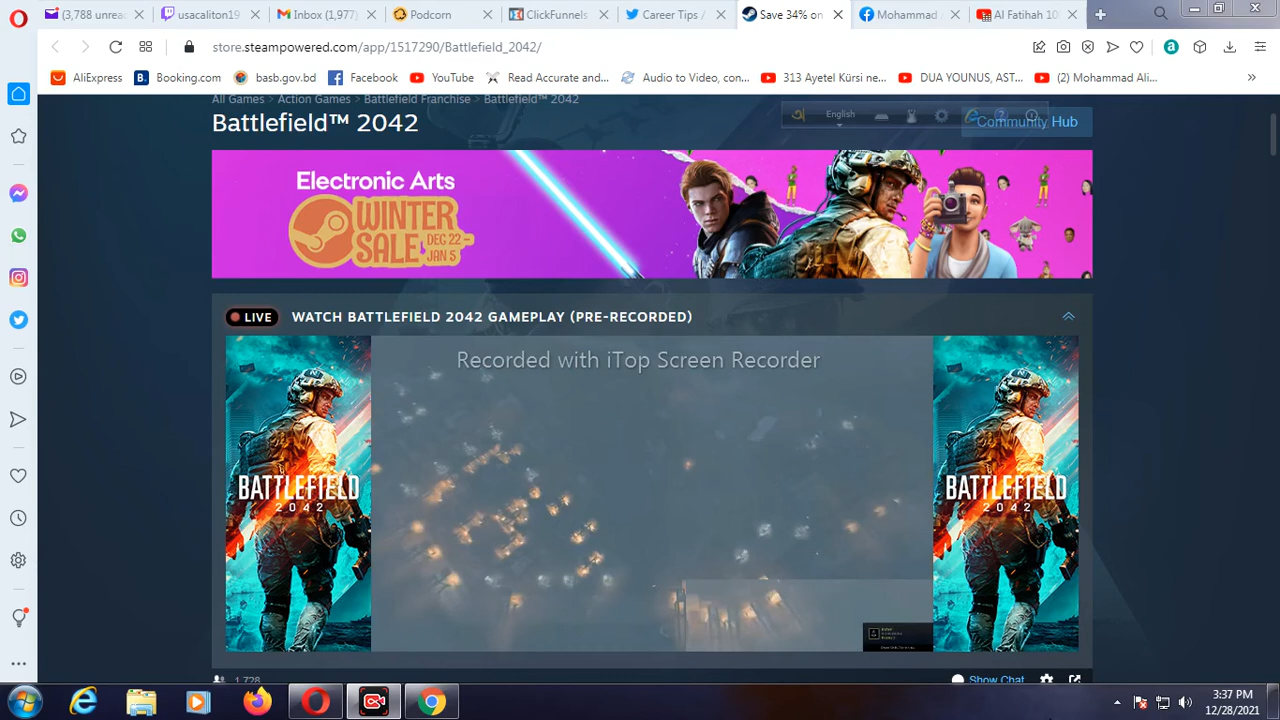 (3,788 unrea
usacaliton19
Inbox (1,977)
Podcorn
ClickFunnels
Career Tips /
Save 34% on
Mohammad
Al Fatihah 10
store.steampowered.com/app/1517290/Battlefield_2042/
AliExpress
Booking.com
basb.gov.bd
Facebook
YouTube
Read Accurate and...
Audio to Video, con...
313 Ayetel Kürsi ne...
DUA YOUNUS, AST...
(2) Mohammad Ali...
All Games > Action Games > Battlefield Franchise > Battlefield™ 2042
Battlefield™ 2042
English
Community Hub
Electronic Arts
WINTER
SALE
DEC 22 -
JAN 5
LIVE
WATCH BATTLEFIELD 2042 GAMEPLAY (PRE-RECORDED)
Recorded with iTop Screen Recorder
BATTLEFIELD
2042
BATTLEFIELD
2042
1,728
Show Chat
3:37 PM
12/28/2021